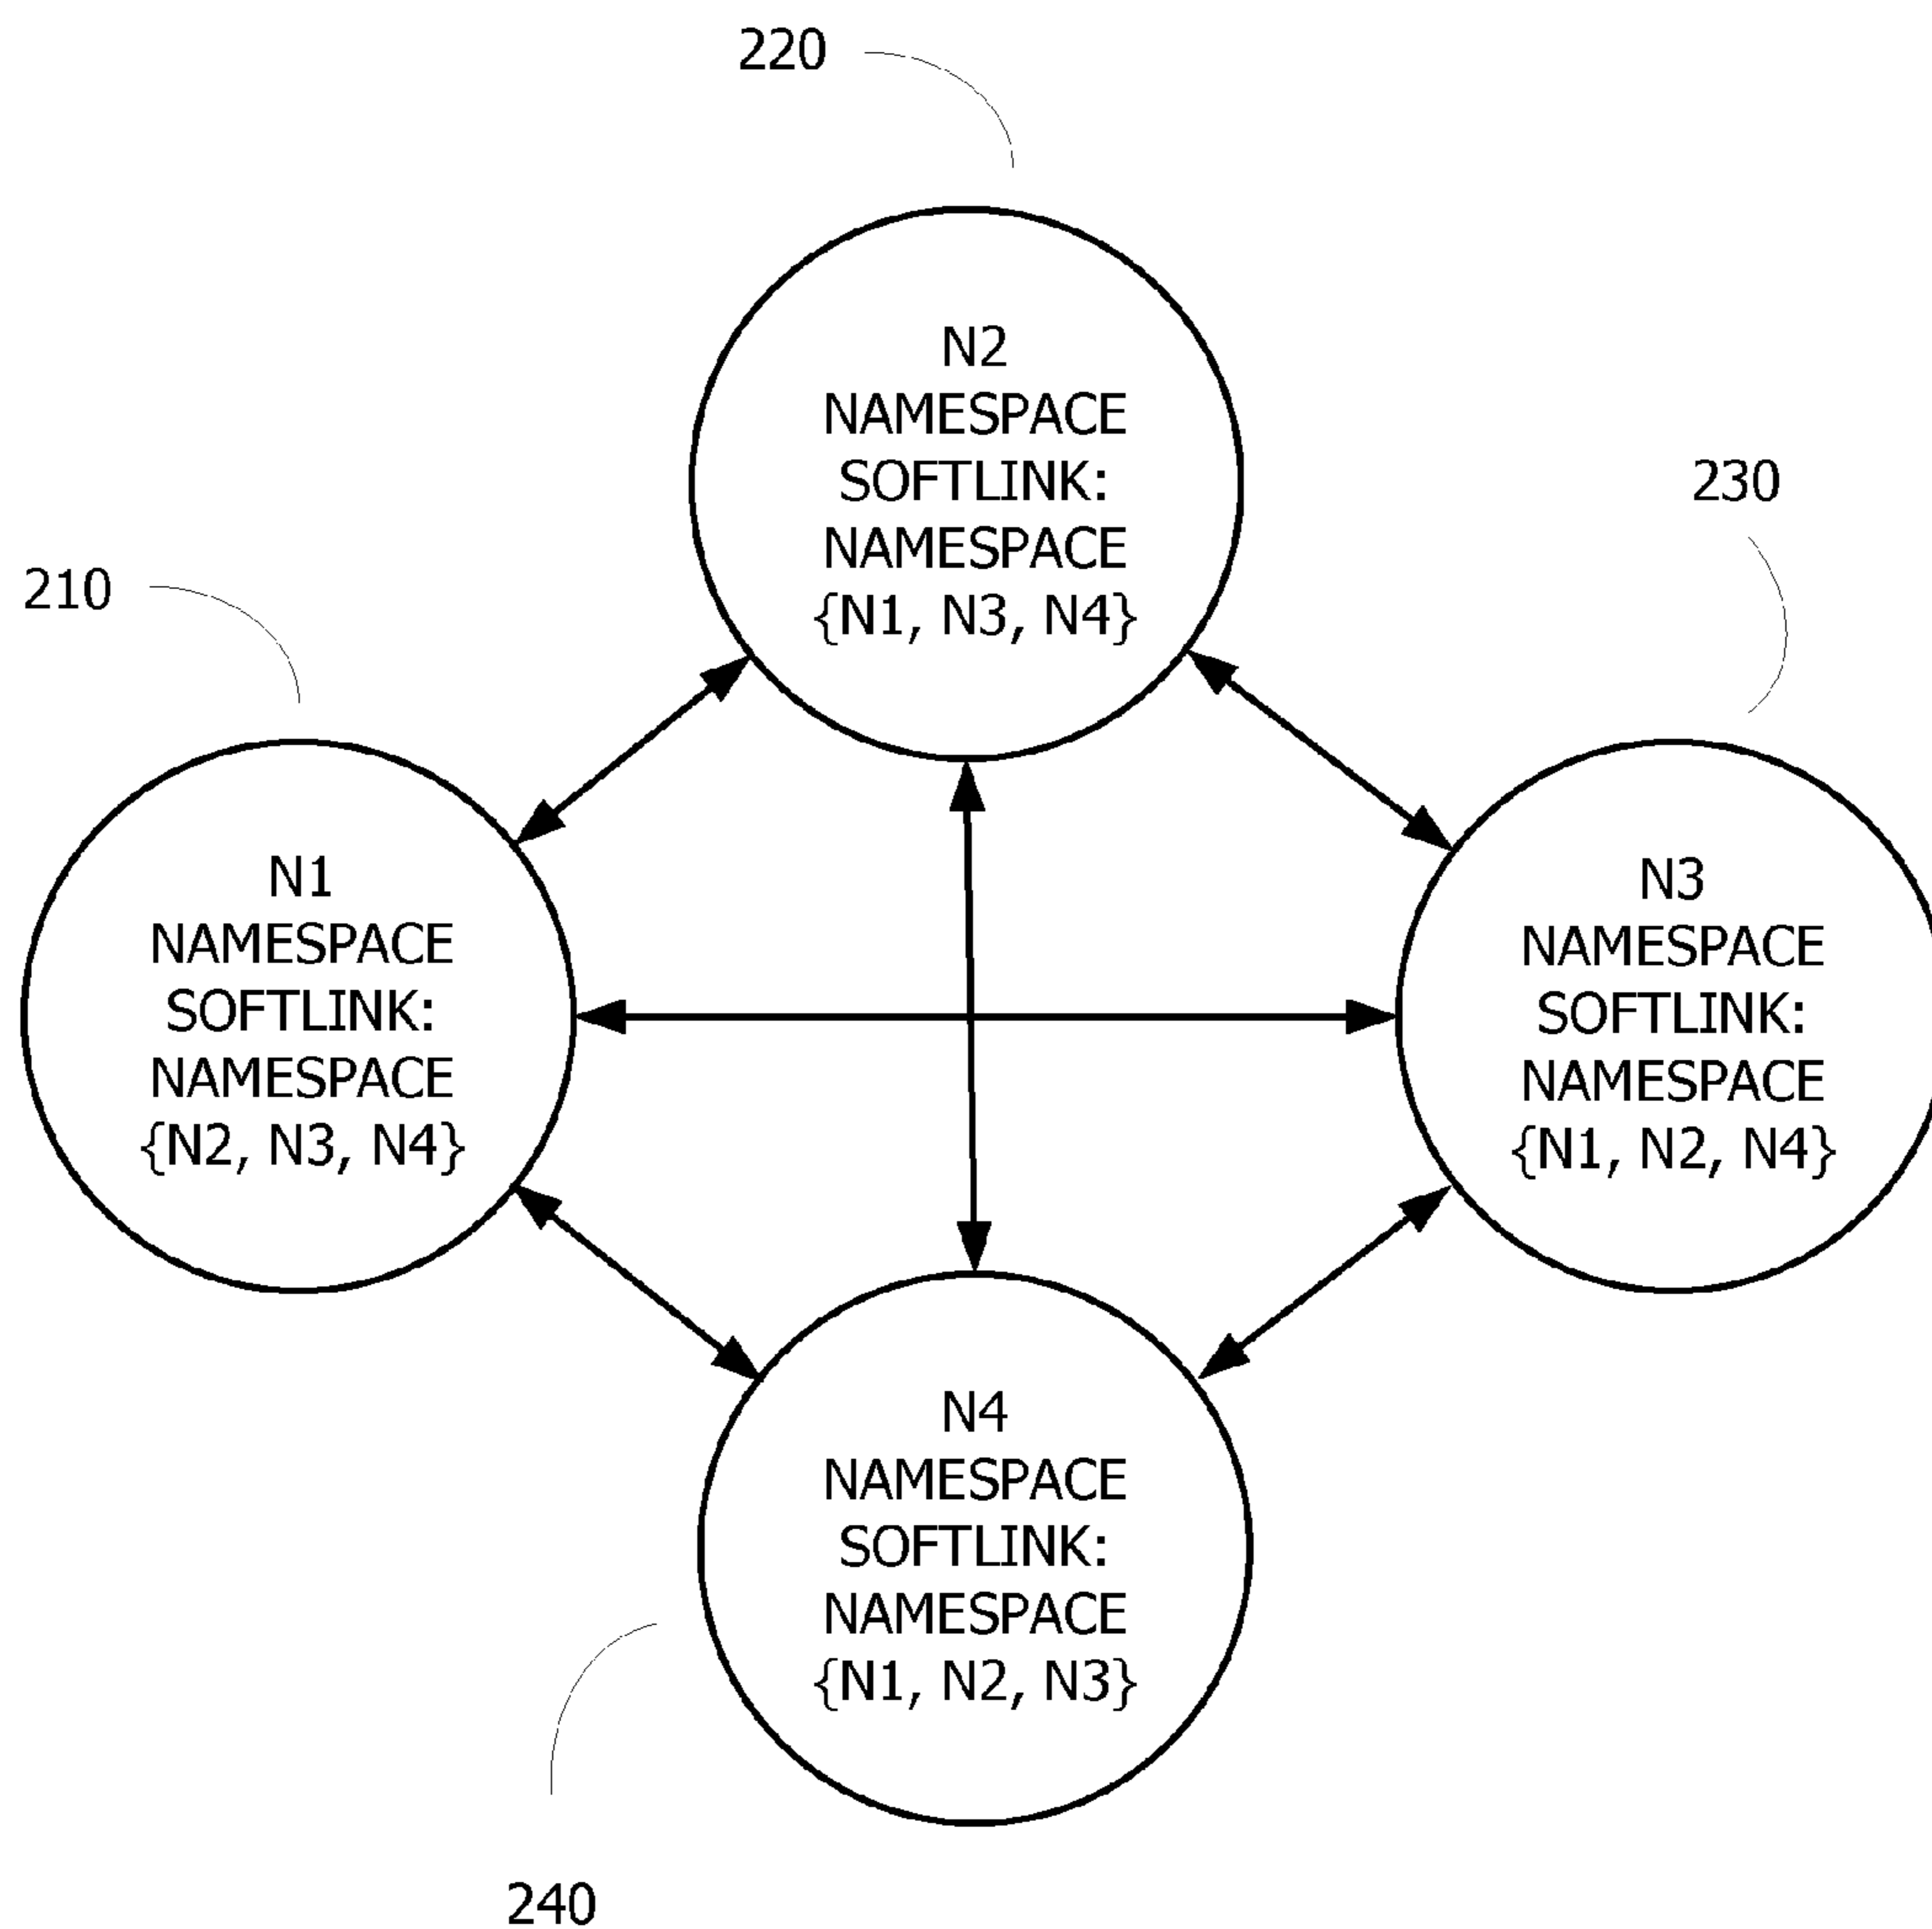 220
N2
NAMESPACE
SOFTLINK:
NAMESPACE
{N1, N3, N4}
230
210
N1
NAMESPACE
SOFTLINK:
NAMESPACE
{N2, N3, N4}
N3
NAMESPACE
SOFTLINK:
NAMESPACE
{N1, N2, N4}
N4
NAMESPACE
SOFTLINK:
NAMESPACE
{N1, N2, N3}
240